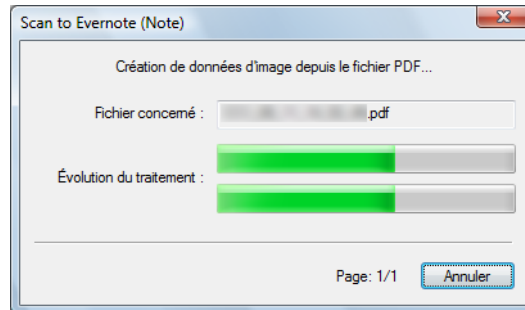 Scan to Evernote (Note)
Création de données d'image depuis le fichier PDF...
Fichier concerné : .pdf
Évolution du traitement :
Page: 1/1 Annuler